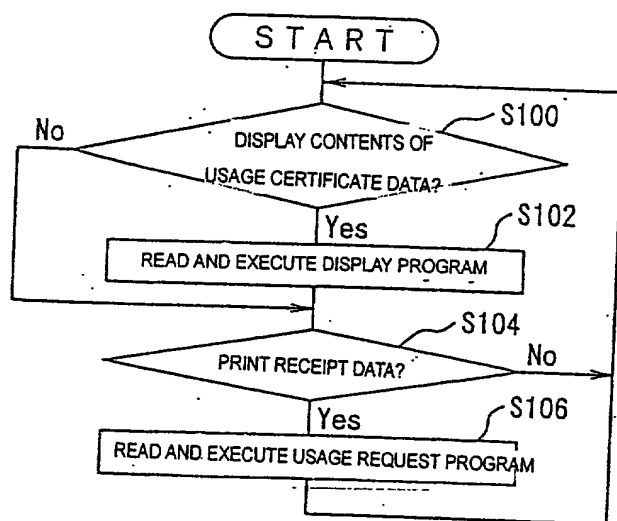 START
S100
No
DISPLAY CONTENTS OF
USAGE CERTIFICATE DATA?
Yes
S102
READ AND EXECUTE DISPLAY PROGRAM
S104
PRINT RECEIPT DATA?
No
Yes
S106
READ AND EXECUTE USAGE REQUEST PROGRAM